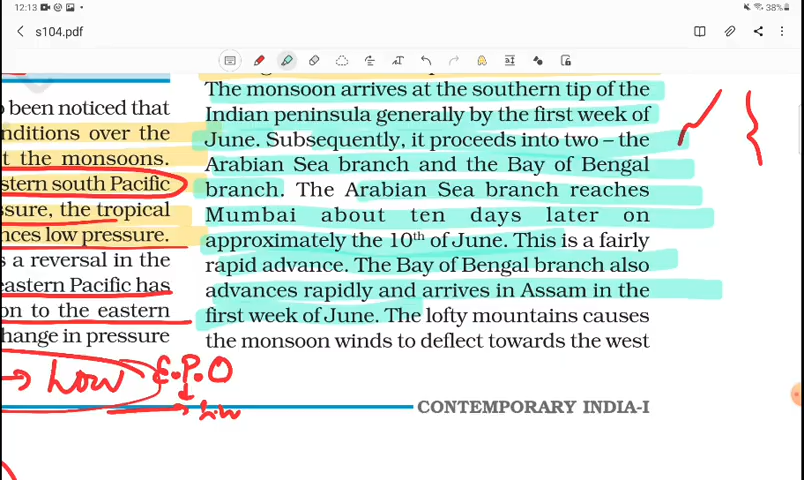 12:13
38%
s104.pdf
been noticed that
nditions over the
t the monsoons.
stern south Pacific
ssure, the tropical
nces low pressure.
s a reversal in the
eastern Pacific has
on to the eastern
change in pressure
The monsoon arrives at the southern tip of the
Indian peninsula generally by the first week of
June. Subsequently, it proceeds into two – the
Arabian Sea branch and the Bay of Bengal
branch. The Arabian Sea branch reaches
Mumbai about ten days later on
approximately the 10th of June. This is a fairly
rapid advance. The Bay of Bengal branch also
advances rapidly and arrives in Assam in the
first week of June. The lofty mountains causes
the monsoon winds to deflect towards the west
→ Low E.P.O
CONTEMPORARY INDIA-I